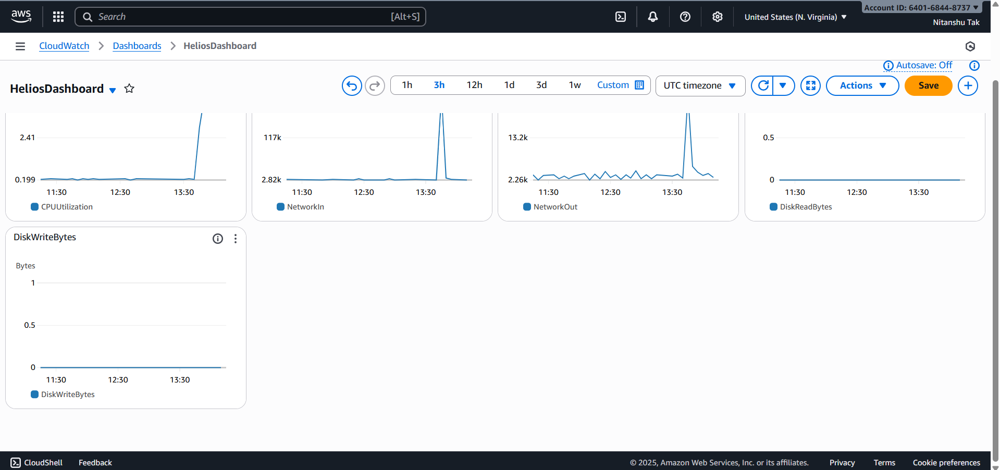 aws
Search
[Alt+S]
United States (N. Virginia)
Account ID: 6401-6844-8737
Nitanshu Tak
CloudWatch
Dashboards
HeliosDashboard
Autosave: Off
HeliosDashboard
1h
3h
12h
1d
3d
1w
Custom
UTC timezone
Actions
Save
2.41
0.199
11:30
12:30
13:30
CPUUtilization
117k
2.82k
11:30
12:30
13:30
NetworkIn
13.2k
2.26k
11:30
12:30
13:30
NetworkOut
0.5
0
11:30
12:30
13:30
DiskReadBytes
DiskWriteBytes
Bytes
1
0.5
0
11:30
12:30
13:30
DiskWriteBytes
CloudShell
Feedback
© 2025, Amazon Web Services, Inc. or its affiliates.
Privacy
Terms
Cookie preferences